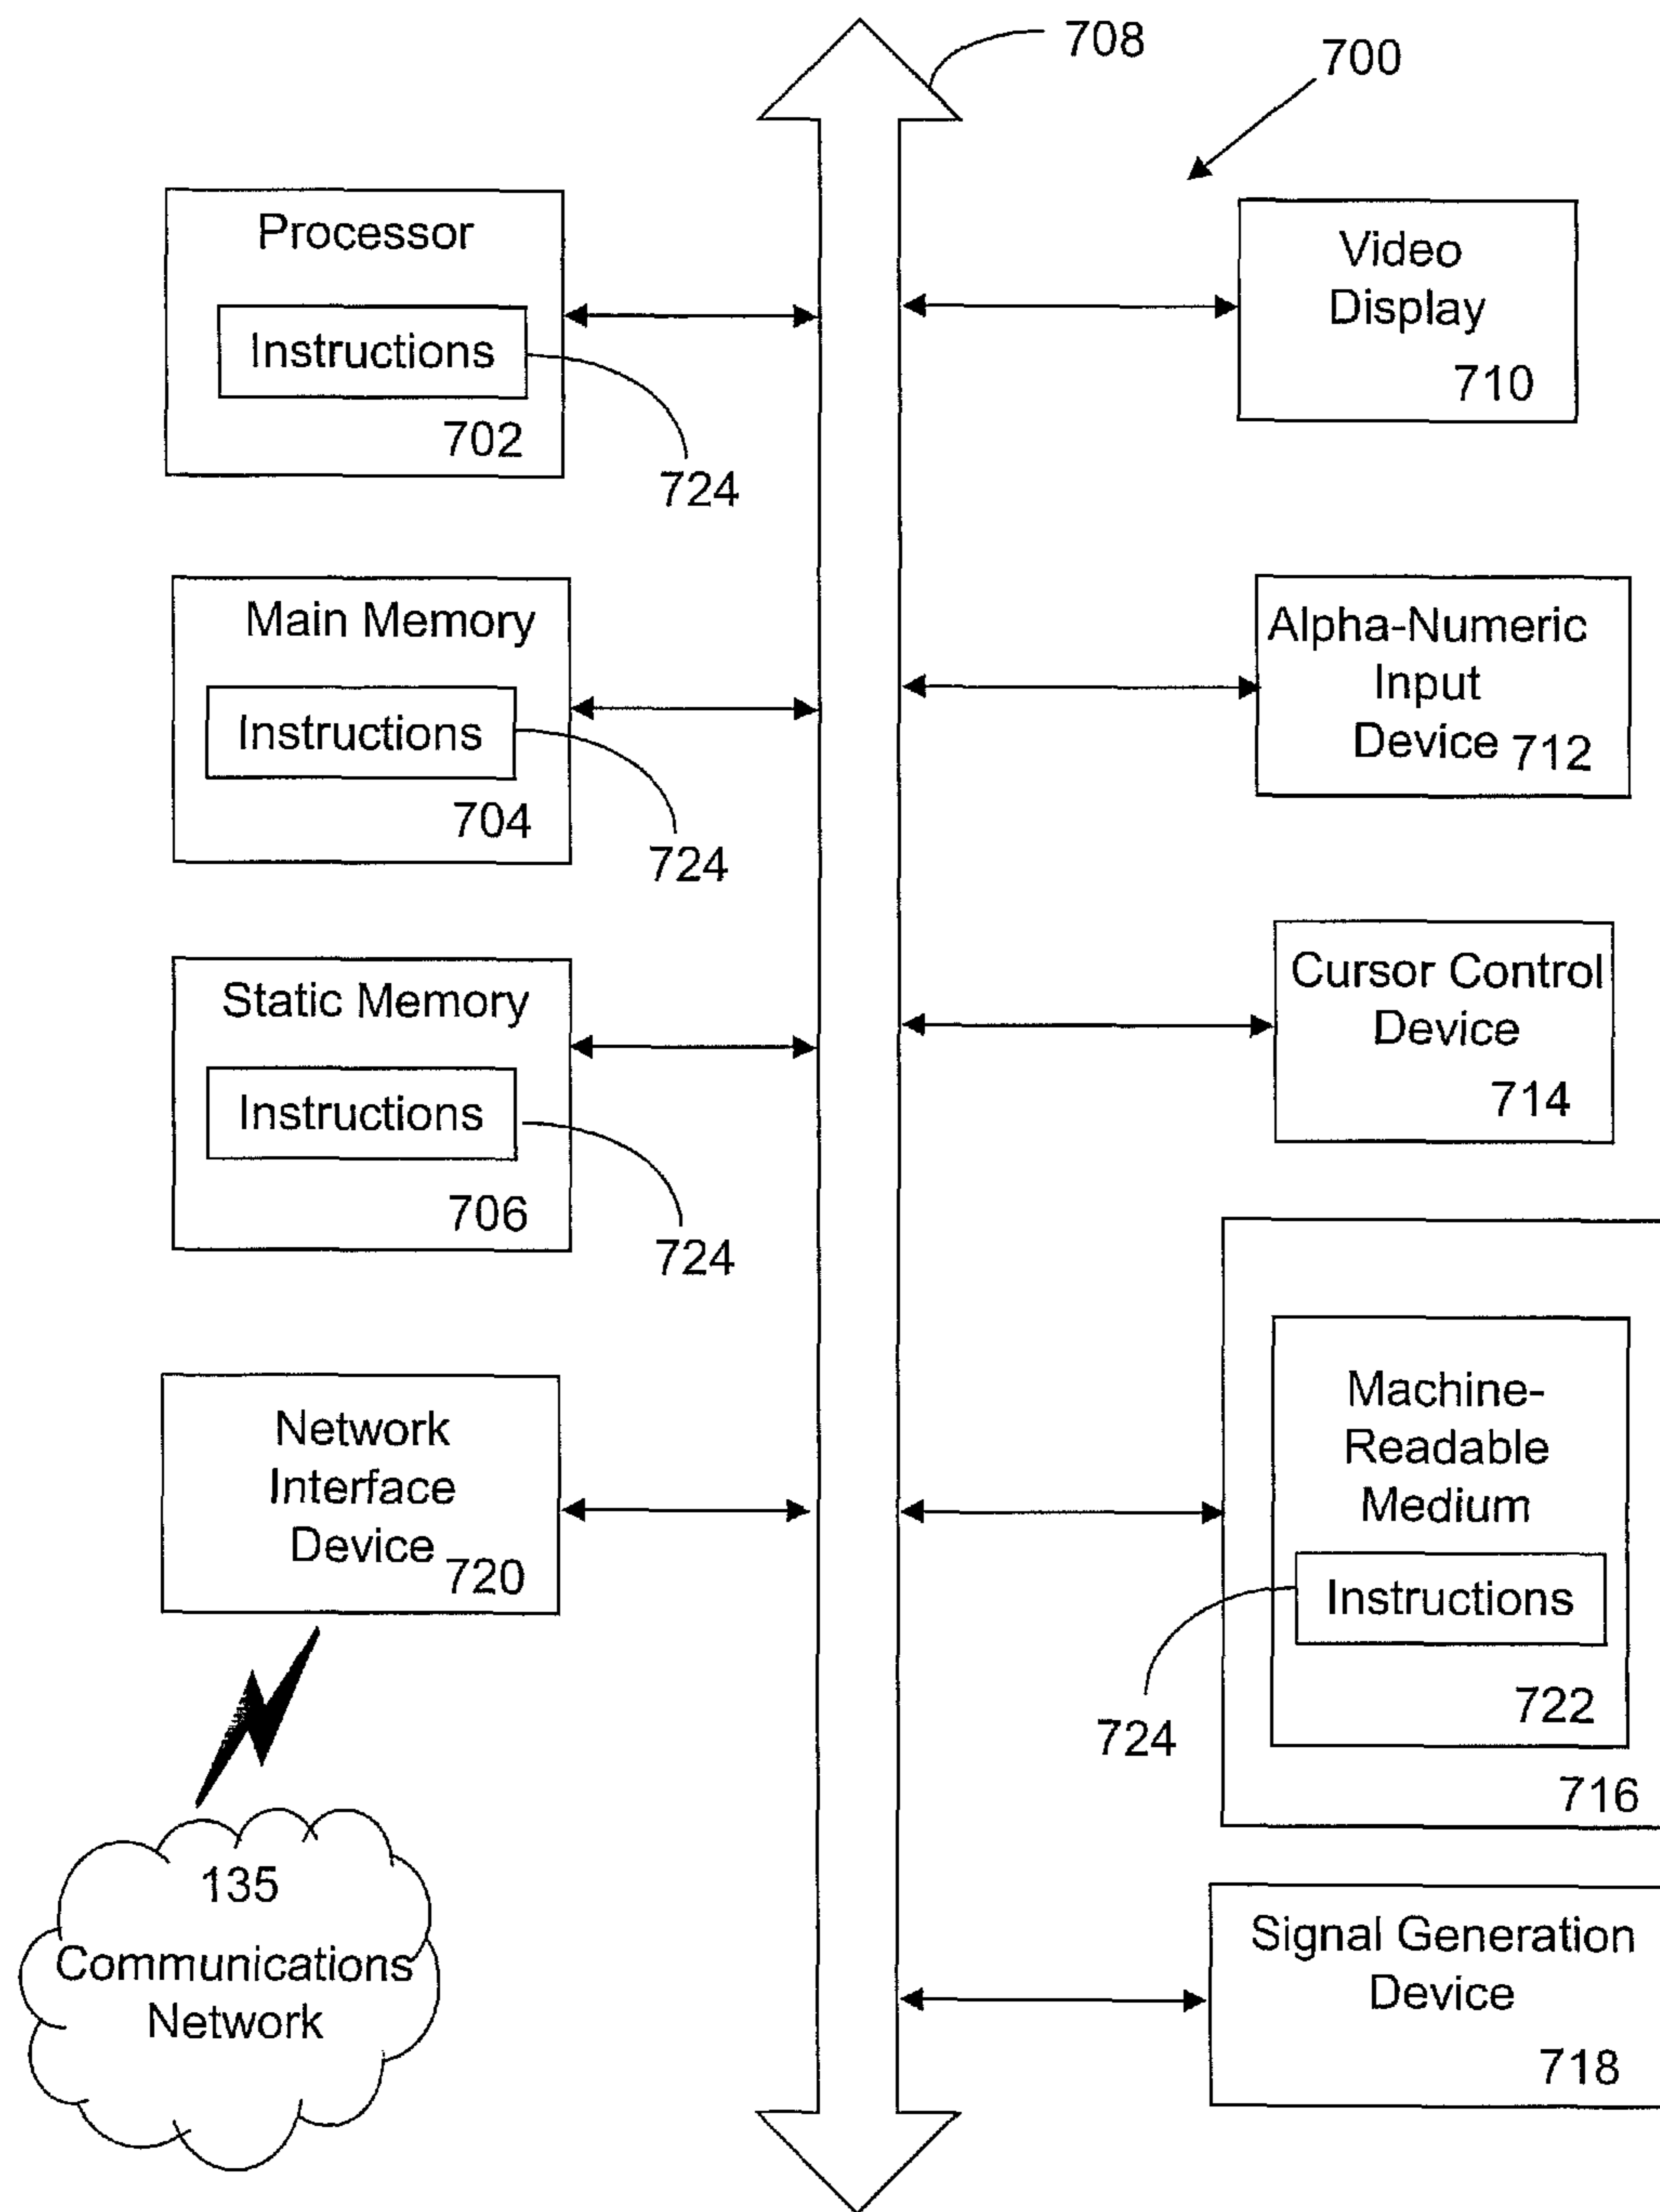 708
700
Processor
Instructions
702
724
Video
Display
710
Main Memory
Instructions
704
724
Alpha-Numeric
Input
Device 712
Static Memory
Instructions
706
724
Cursor Control
Device
714
Network
Interface
Device 720
Machine-
Readable
Medium
Instructions
722
724
716
135
Communications
Network
Signal Generation
Device
718